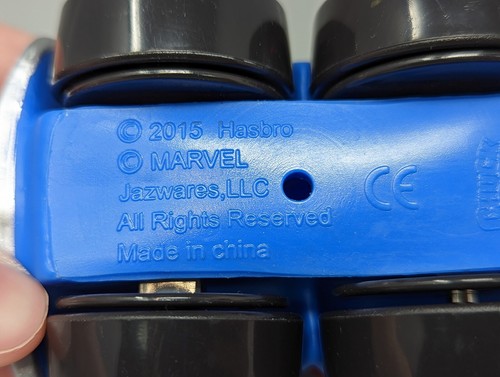 © 2015 Hasbro
© MARVEL
Jazwares,LLC
All Rights Reserved
Made in china
CE